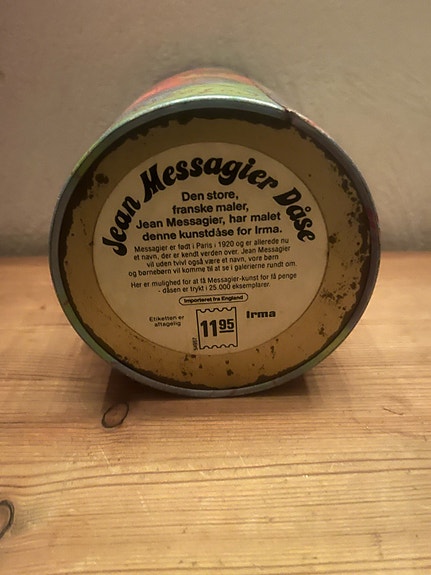 Jean Messagier Dåse
Den store,
franske maler,
Jean Messagier, har malet
denne kunstdåse for Irma.
Messagier er født i Paris i 1920 og er allerede nu
et navn, der er kendt verden over. Jean Messagier
vil uden tvivl også være et navn, vore børn
og børnebørn vil komme til at se i galerierne rundt om.
Her er mulighed for at få Messagier-kunst for få penge
- dåsen er trykt i 25.000 eksemplarer.
Importeret fra England
Etiketten er
aftagelig
11 95
Irma